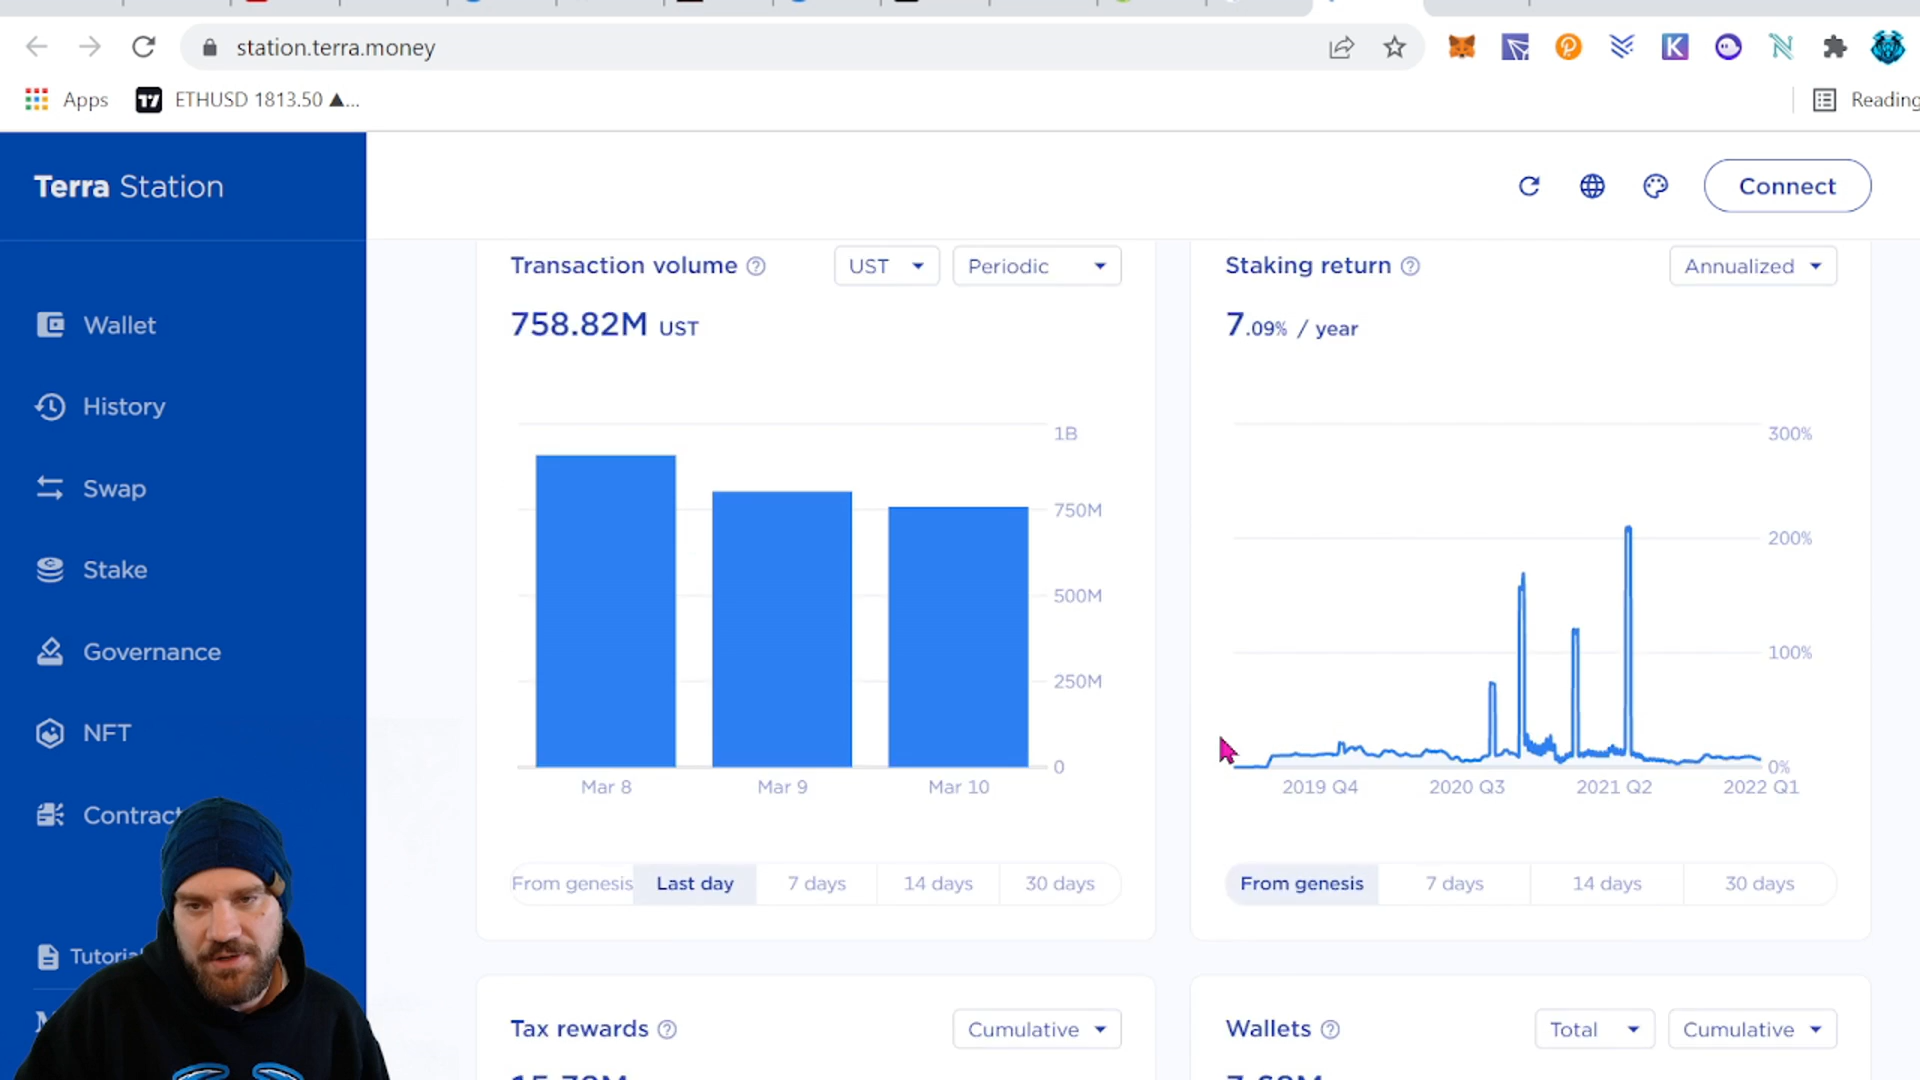 station.terra.money
Apps
ETHUSD 1813.50 ▲...
Reading
Terra Station
Connect
Wallet
History
Swap
Stake
Governance
NFT
Contract
Transaction volume
UST
Periodic
758.82M UST
1B
750M
500M
250M
0
Mar 8
Mar 9
Mar 10
From genesis
Last day
7 days
14 days
30 days
Staking return
Annualized
7.09% / year
300%
200%
100%
0%
2019 Q4
2020 Q3
2021 Q2
2022 Q1
From genesis
7 days
14 days
30 days
Tax rewards
Cumulative
Wallets
Total
Cumulative